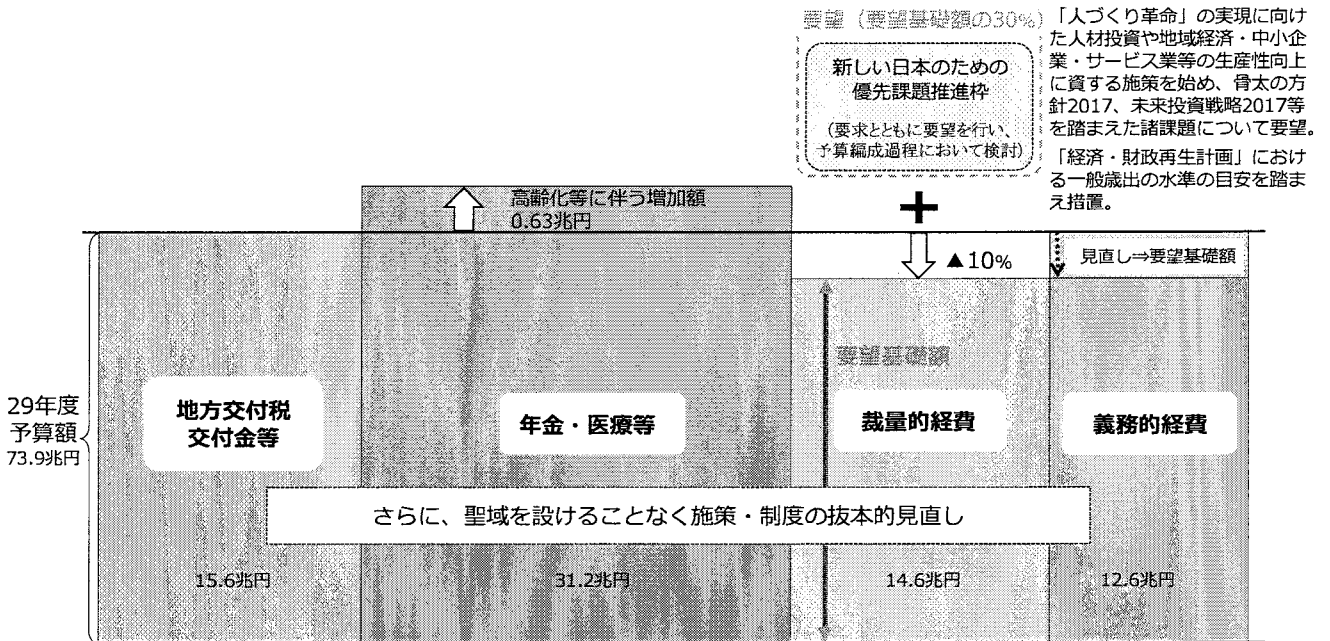 要望（要望基礎額の30%）
新しい日本のための
優先課題推進枠
（要求とともに要望を行い、
予算編成過程において検討）
「人づくり革命」の実現に向け
た人材投資や地域経済・中小企
業・サービス業等の生産性向上
に資する施策を始め、骨太の方
針2017、未来投資戦略2017等
を踏まえた諸課題について要望。
「経済・財政再生計画」におけ
る一般歳出の水準の目安を踏ま
え措置。
高齢化等に伴う増加額
0.63兆円
+
▲10%
見直し⇒要望基礎額
29年度
予算額
73.9兆円
地方交付税
交付金等
年金・医療等
裁量的経費
義務的経費
さらに、聖域を設けることなく施策・制度の抜本的見直し
15.6兆円
31.2兆円
14.6兆円
12.6兆円